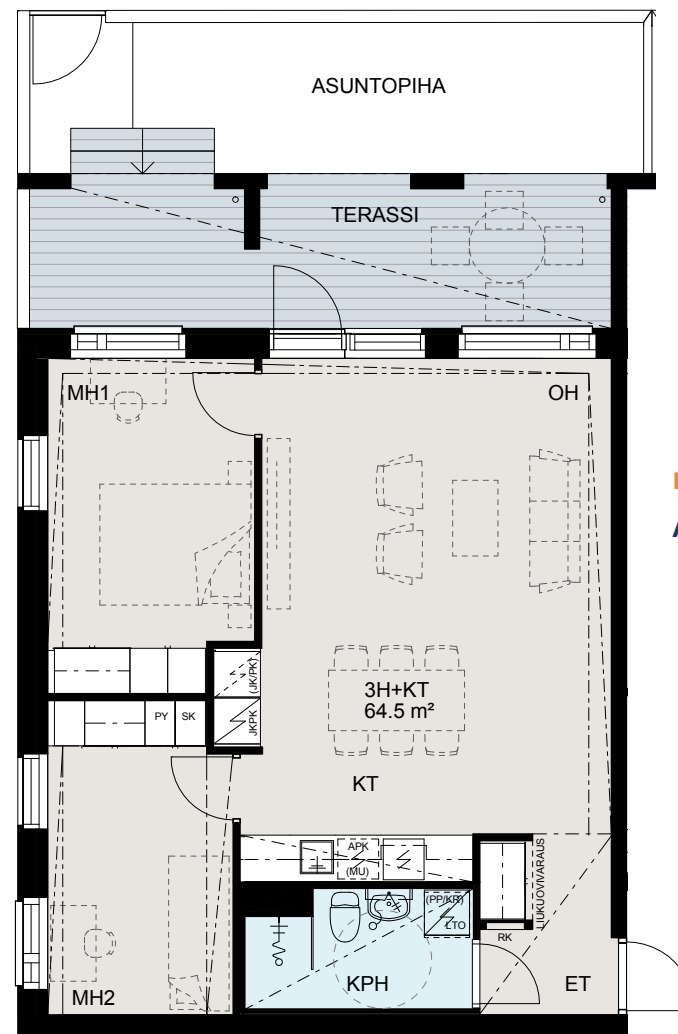 ASUNTOPIHA
TERASSI
MH1
OH
(JK/PK)
JKPK
3H+KT
64.5 m²
PY
SK
KT
APK
(MU)
LIUKUOVIVARAUS
(PP/KR)
LTO
RK
KPH
ET
MH2